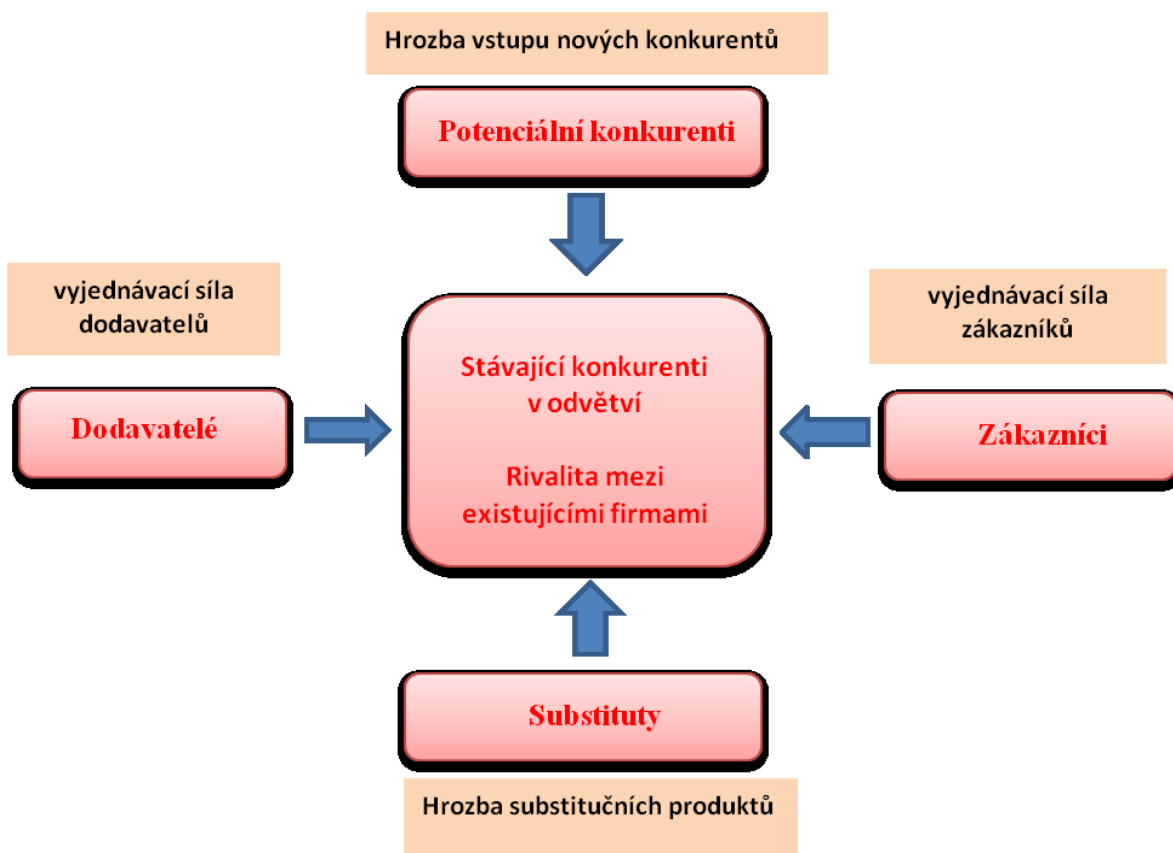 Hrozba vstupu nových konkurentů
Potenciální konkurenti
vyjednávací síla
dodavatelů
vyjednávací síla
zákazníků
Dodavatelé
Stávající konkurenti
v odvětví
Rivalita mezi
existujícími firmami
Zákazníci
Substituty
Hrozba substitučních produktů